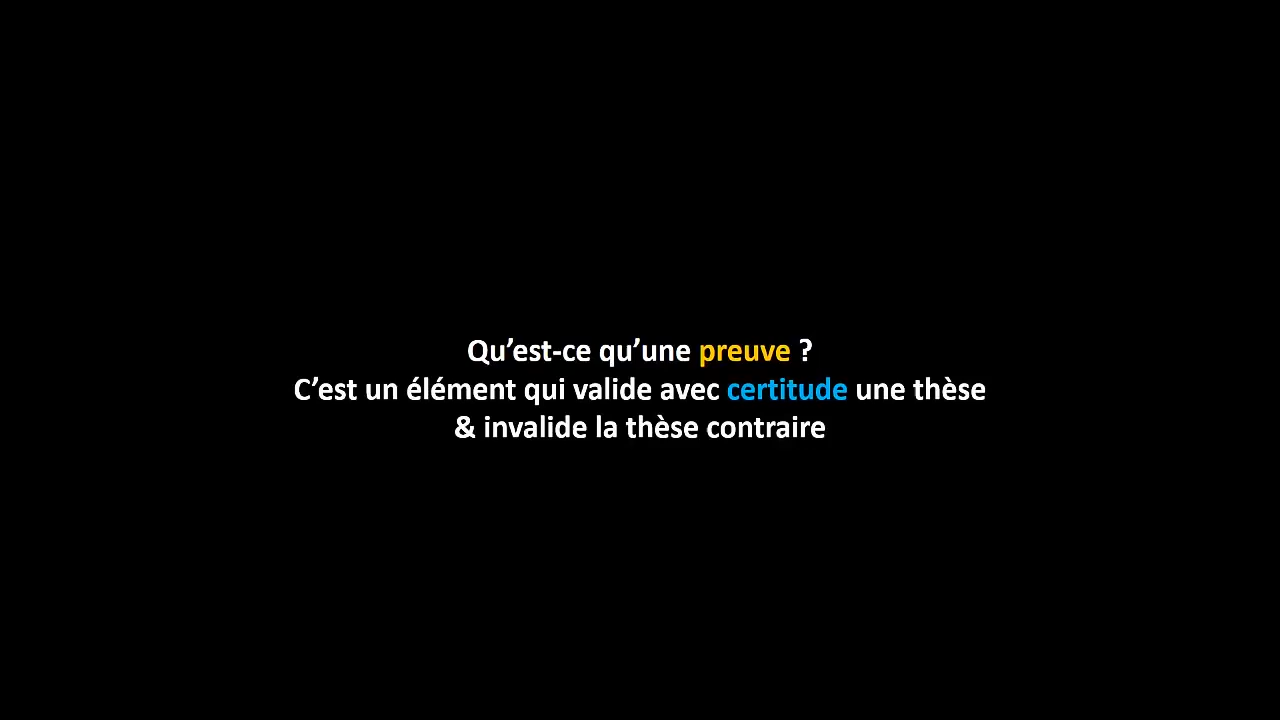 Qu’est-ce qu’une preuve ?
C’est un élément qui valide avec certitude une thèse
& invalide la thèse contraire